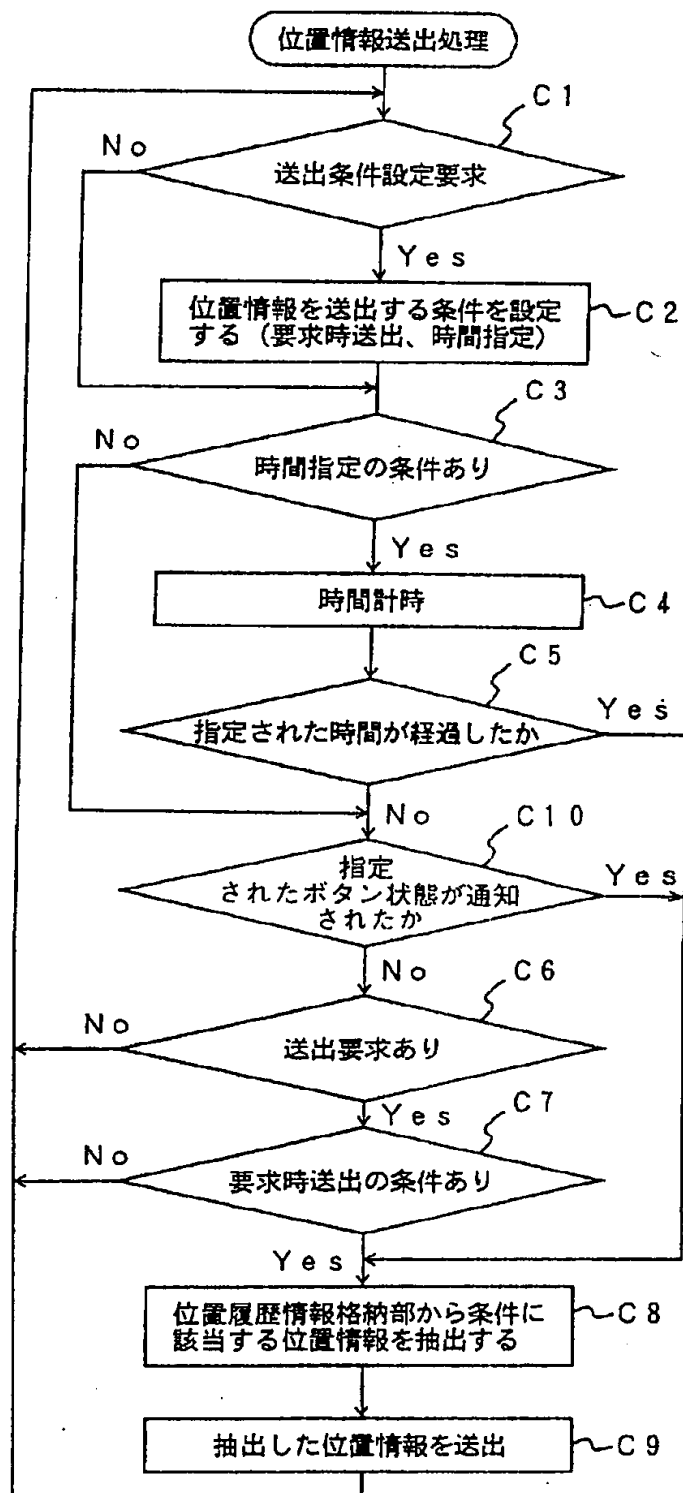 位置情報送出処理
C1
No
送出条件設定要求
Yes
位置情報を送出する条件を設定
する（要求時送出、時間指定）
C2
C3
No
時間指定の条件あり
Yes
時間計時
C4
C5
指定された時間が経過したか
Yes
No
C10
指定
されたボタン状態が通知
されたか
Yes
No
C6
No
送出要求あり
Yes
C7
No
要求時送出の条件あり
Yes
位置履歴情報格納部から条件に
該当する位置情報を抽出する
C8
抽出した位置情報を送出
C9